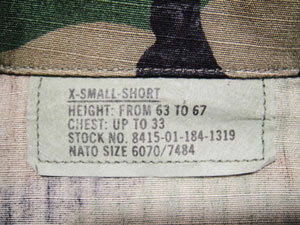 X-SMALL-SHORT
HEIGHT: FROM 63 TO 67
CHEST: UP TO 33
STOCK NO. 8415-01-184-1319
NATO SIZE 6070/7484